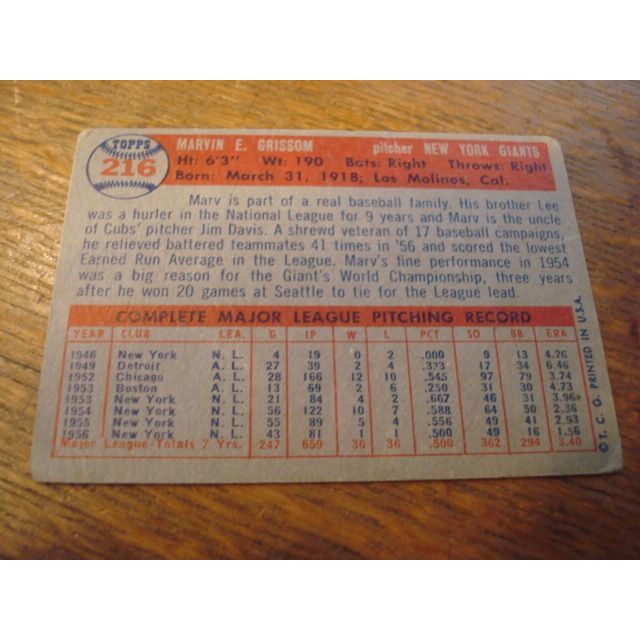 TOPPS
216
MARVIN E. GRISSOM pitcher NEW YORK GIANTS
Ht: 6'3" Wt: 190 Bats: Right Throws: Right
Born: March 31, 1918; Los Molinos, Cal.
Marv is part of a real baseball family. His brother Lee
was a hurler in the National League for 9 years and Marv is the uncle
of Cubs' pitcher Jim Davis. A shrewd veteran of 17 baseball campaigns,
he relieved battered teammates 41 times in '56 and scored the lowest
Earned Run Average in the League. Marv's fine performance in 1954
was a big reason for the Giant's World Championship, three years
after he won 20 games at Seattle to tie for the League lead.
COMPLETE MAJOR LEAGUE PITCHING RECORD
YEAR CLUB LEA. G IP W L PCT SO BB ERA
1946 New York N. L. 4 19 0 2 .000 9 13 4.26
1949 Detroit A. L. 27 39 2 4 .333 17 34 6.46
1952 Chicago A. L. 28 166 12 10 .545 97 79 3.74
1953 Boston A. L. 13 59 2 6 .250 31 30 4.73
1953 New York N. L. 21 84 4 2 .667 46 31 3.96*
1954 New York N. L. 56 122 10 7 .588 64 50 2.36
1955 New York N. L. 55 89 5 4 .556 49 41 2.93
1956 New York N. L. 43 81 1 1 .500 49 16 1.56
Major League Totals 7 Yrs. 247 659 36 36 .500 362 294 3.40
© T. C. G. PRINTED IN U.S.A.